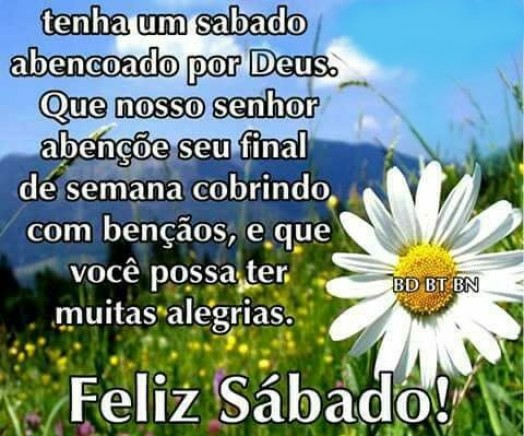 tenha um sabado
abencoado por Deus.
Que nosso senhor
abençõe seu final
de semana cobrindo
com bençãos, e que
você possa ter
muitas alegrias.
BD BT BN
Feliz Sábado!